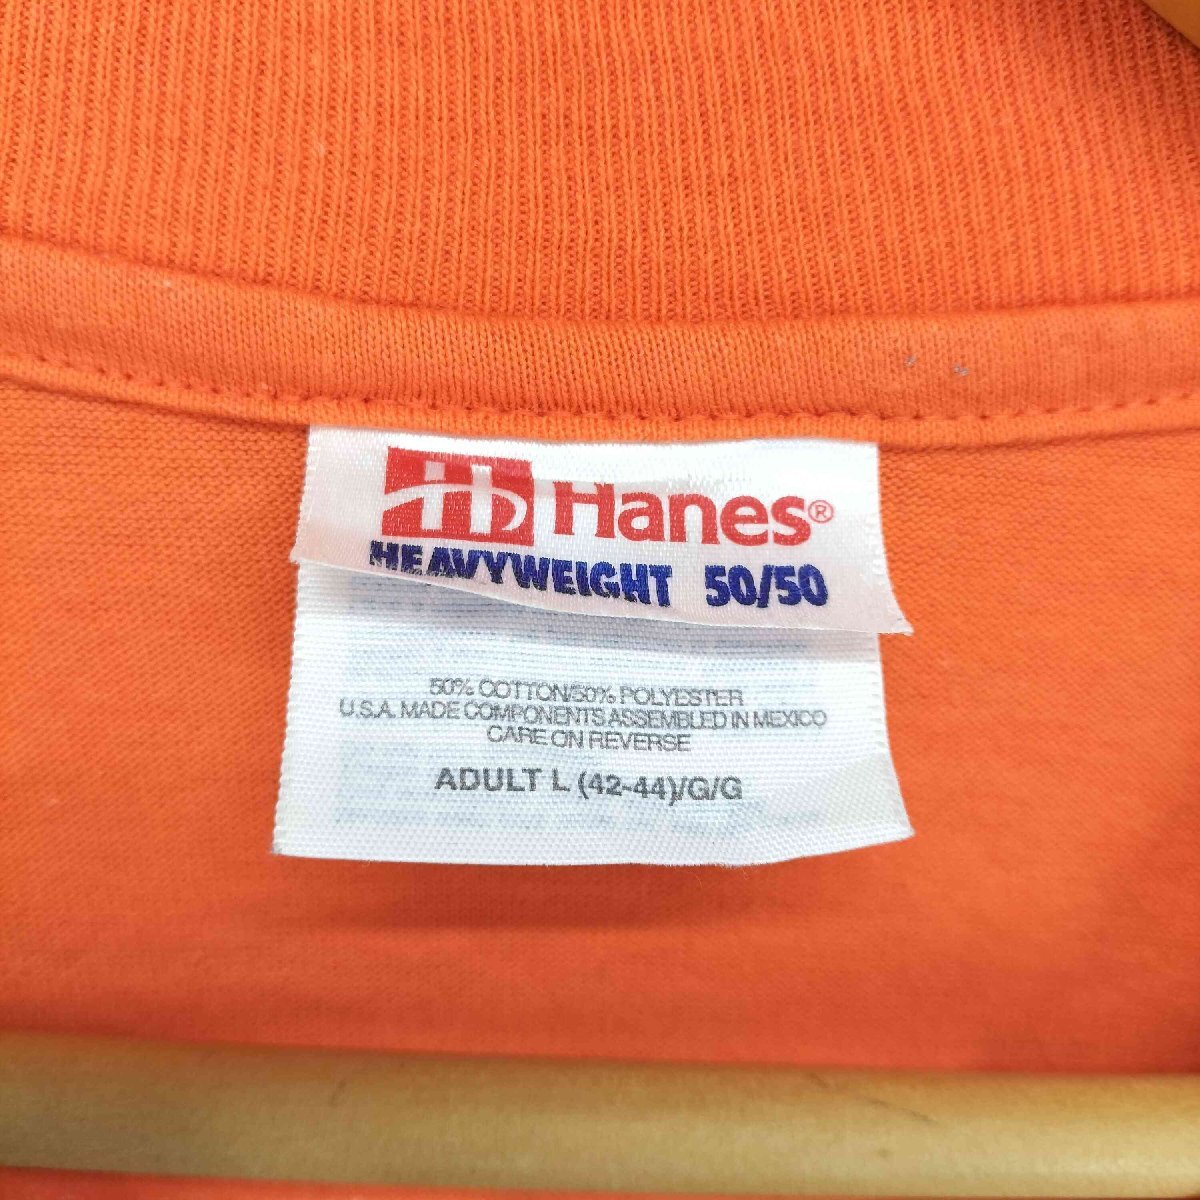 Hanes®
HEAVYWEIGHT 50/50
50% COTTON/50% POLYESTER
U.S.A. MADE COMPONENTS ASSEMBLED IN MEXICO
CARE ON REVERSE
ADULT L (42-44)/G/G